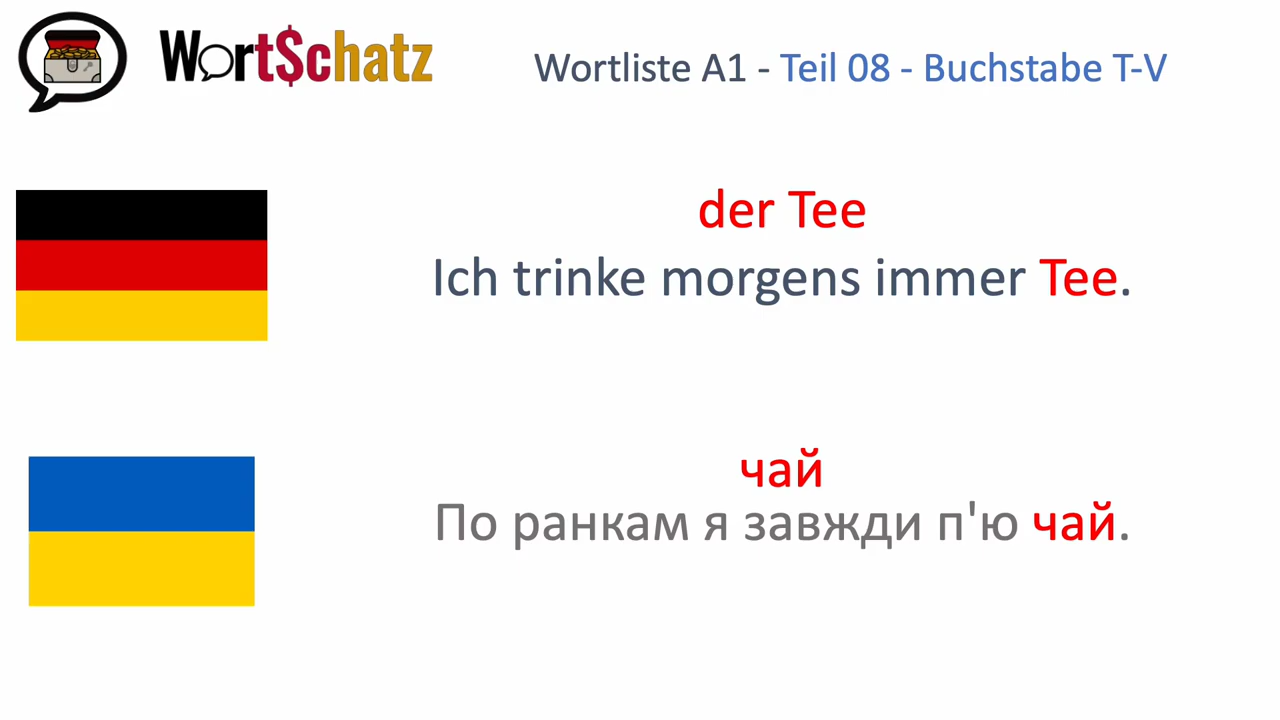 Wort$chatz
Wortliste A1 - Teil 08 - Buchstabe T-V
der Tee
Ich trinke morgens immer Tee.
чай
По ранкам я завжди п'ю чай.